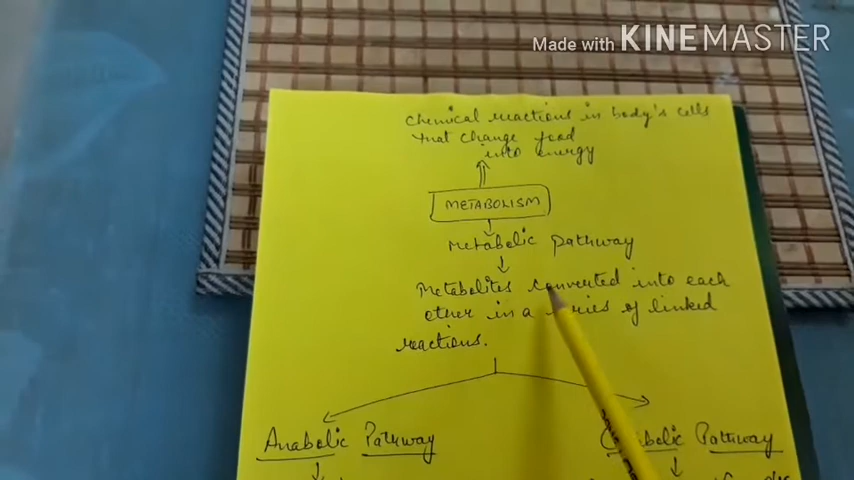 Made with KINEMASTER
chemical reactions in body's cells
that change food
into energy
METABOLISM
Metabolic pathway
Metabolites converted into each
other in a of linked
reactions.
Anabolic Pathway
Pathway